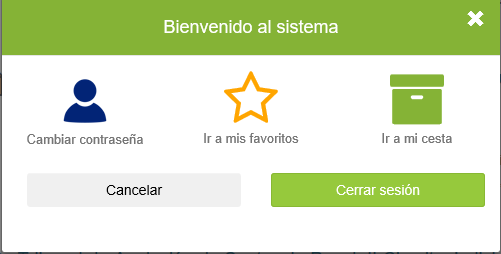 Bienvenido al sistema
Cambiar contraseña
Ir a mis favoritos
Ir a mi cesta
Cancelar
Cerrar sesión